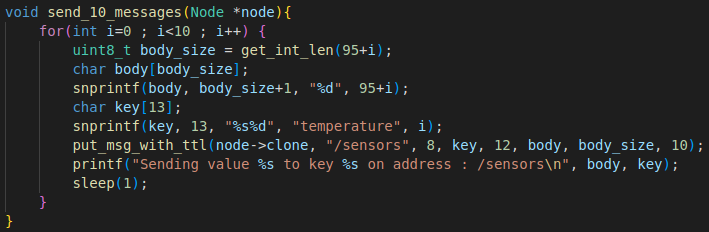 void send_10_messages(Node *node){
    for(int i=0 ; i<10 ; i++) {
        uint8_t body_size = get_int_len(95+i);
        char body[body_size];
        snprintf(body, body_size+1, "%d", 95+i);
        char key[13];
        snprintf(key, 13, "%s%d", "temperature", i);
        put_msg_with_ttl(node->clone, "/sensors", 8, key, 12, body, body_size, 10);
        printf("Sending value %s to key %s on address : /sensors\n", body, key);
        sleep(1);
    }
}